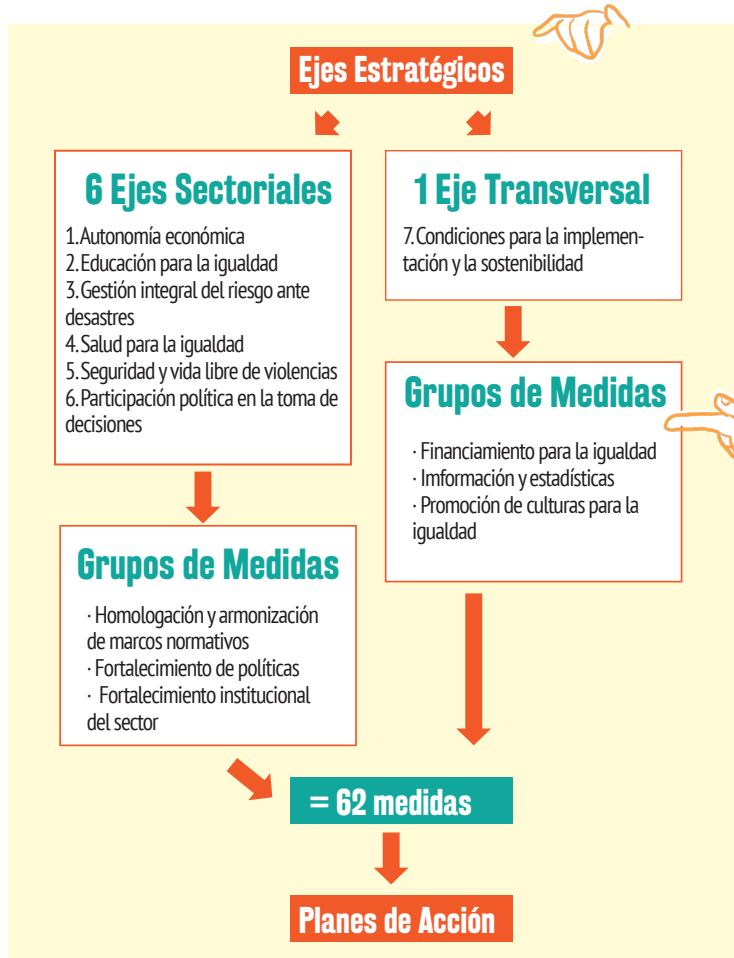 Ejes Estratégicos
6 Ejes Sectoriales
1.Autonomía económica
2.Educación para la igualdad
3.Gestión integral del riesgo ante
desastres
4.Salud para la igualdad
5.Seguridad y vida libre de violencias
6.Participación política en la toma de
decisiones
Grupos de Medidas
· Homologación y armonización
de marcos normativos
· Fortalecimiento de políticas
· Fortalecimiento institucional
del sector
1 Eje Transversal
7.Condiciones para la implemen-
tación y la sostenibilidad
Grupos de Medidas
· Financiamiento para la igualdad
· Imformación y estadísticas
· Promoción de culturas para la
igualdad
= 62 medidas
Planes de Acción